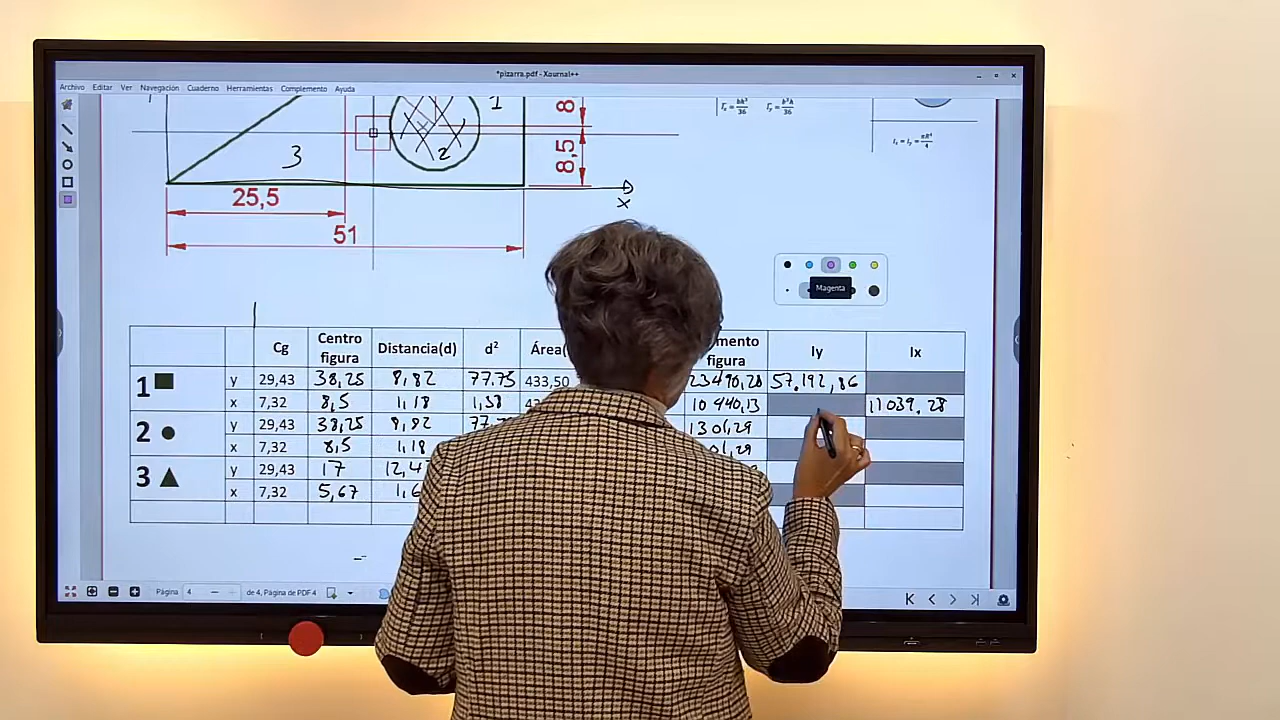 *pizarra.pdf - Xournal++
Archivo Editar Ver Navegación Cuaderno Herramientas Complemento Ayuda
1
2
3
8
8,5
25,5
51
x
Magenta
Cg Centro figura Distancia(d) d² Área( mento figura Iy Ix
1 y 29,43 38,25 8,82 77.75 433,50 23490,28 57.192,86
x 7,32 8,5 1,18 1,38 10440,13 11039,28
2 y 29,43 38,25 8,82 1301,29
x 7,32 8,5 1,18
3 y 29,43 17
x 7,32 5,67
Página 4 de 4, Página de PDF 4